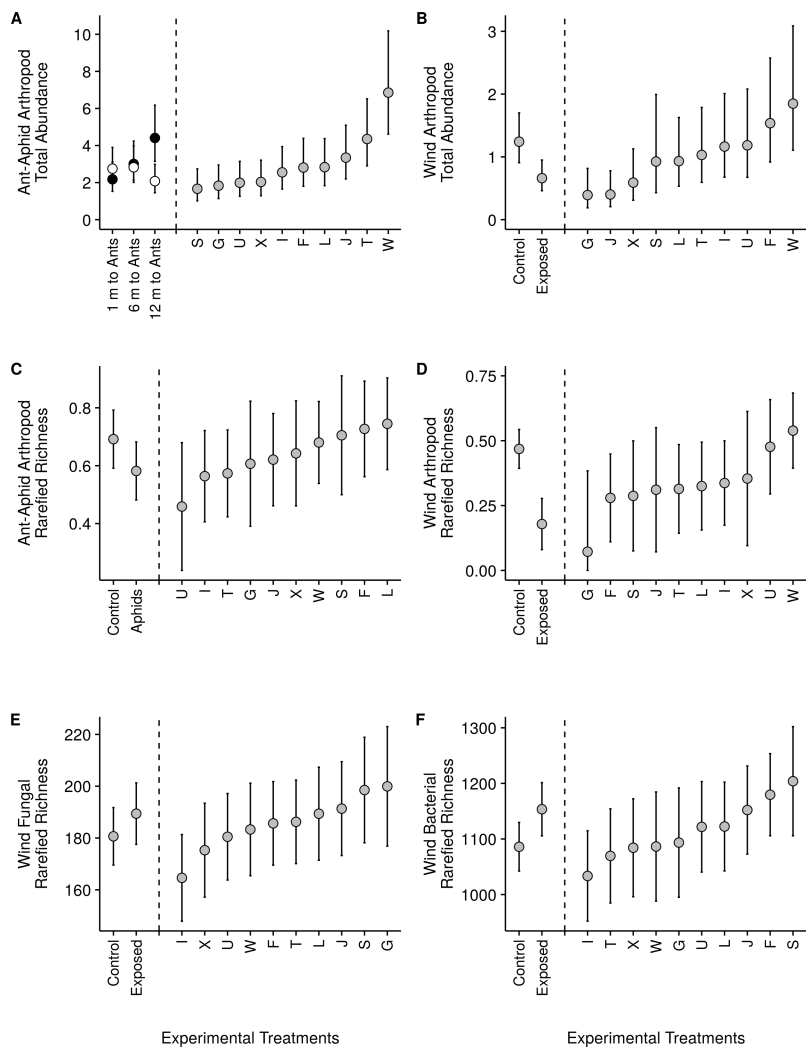 A
Anti-Aphid Arthropod
Total Abundance
10
8
6
4
2
0
1 m to Ants
6 m to Ants
12 m to Ants
S G U X I F L J T W
B
Wind Arthropod
Total Abundance
3
2
1
0
Control
Exposed
G J X S L T I U F W
C
Ant-Aphid Arthropod
Rarefied Richness
0.8
0.6
0.4
Control
Aphids
U I T G J X W S F L
D
Wind Arthropod
Rarefied Richness
0.75
0.50
0.25
0.00
Control
Exposed
G F S J T L I X U W
E
Wind Fungal
Rarefied Richness
220
200
180
160
Control
Exposed
I X U W F T L J S G
F
Wind Bacterial
Rarefied Richness
1300
1200
1100
1000
Control
Exposed
I T X W G U L J F S
Experimental Treatments
Experimental Treatments